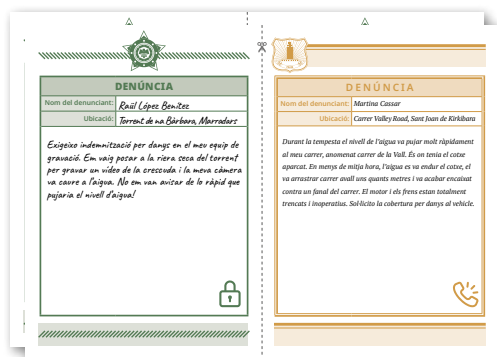 DENÚNCIA
Nom del denunciant: Raül López Benítez
Ubicació: Torrent de na Bàrbara, Marradors
Exigeixo indemnització per danys en el meu equip de
gravació. Em vaig posar a la riera seca del torrent
per gravar un vídeo de la crescuda i la meva càmera
va caure a l'aigua. No em van avisar de lo ràpid que
pujaria el nivell d'aigua!
DENÚNCIA
Nom del denunciant: Martina Cassar
Ubicació: Carrer Valley Road, Sant Joan de Kirkibara
Durant la tempesta el nivell de l'aigua va pujar molt ràpidament
al meu carrer, anomenat carrer de la Vall. És on tenia el cotxe
aparcat. En menys de mitja hora, l'aigua es va endur el cotxe, el
va arrastrar carrer avall uns quants metres i va acabar encaixat
contra un fanal del carrer. El motor i els frens estan totalment
trencats i inoperatius. Sol·licito la cobertura per danys al vehicle.